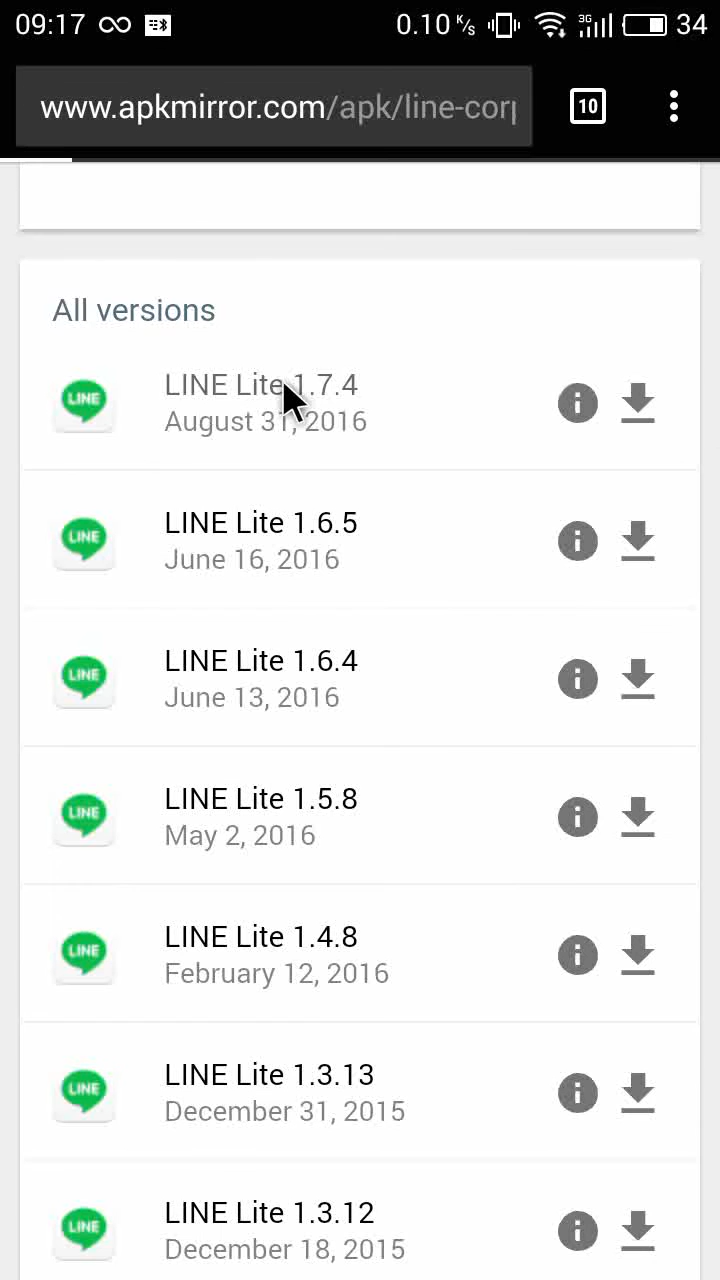 09:17 0.10 K/s 3G 34
www.apkmirror.com/apk/line-corp 10
All versions
LINE LINE Lite 1.7.4
August 31, 2016
LINE LINE Lite 1.6.5
June 16, 2016
LINE LINE Lite 1.6.4
June 13, 2016
LINE LINE Lite 1.5.8
May 2, 2016
LINE LINE Lite 1.4.8
February 12, 2016
LINE LINE Lite 1.3.13
December 31, 2015
LINE LINE Lite 1.3.12
December 18, 2015